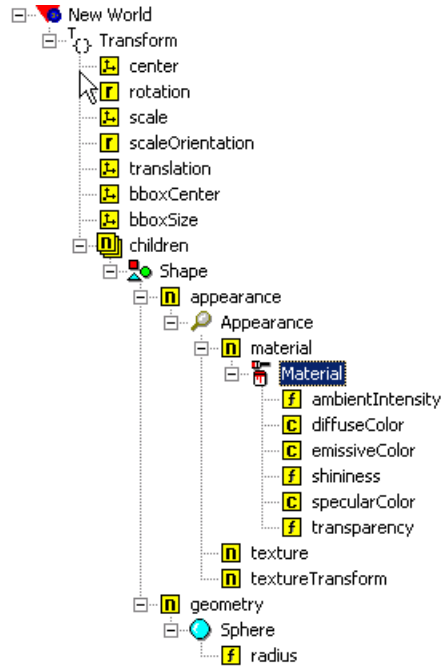 New World
T {} Transform
center
r rotation
scale
r scaleOrientation
translation
bboxCenter
bboxSize
n children
Shape
n appearance
Appearance
n material
Material
f ambientIntensity
C diffuseColor
C emissiveColor
f shininess
C specularColor
f transparency
n texture
n textureTransform
n geometry
Sphere
f radius